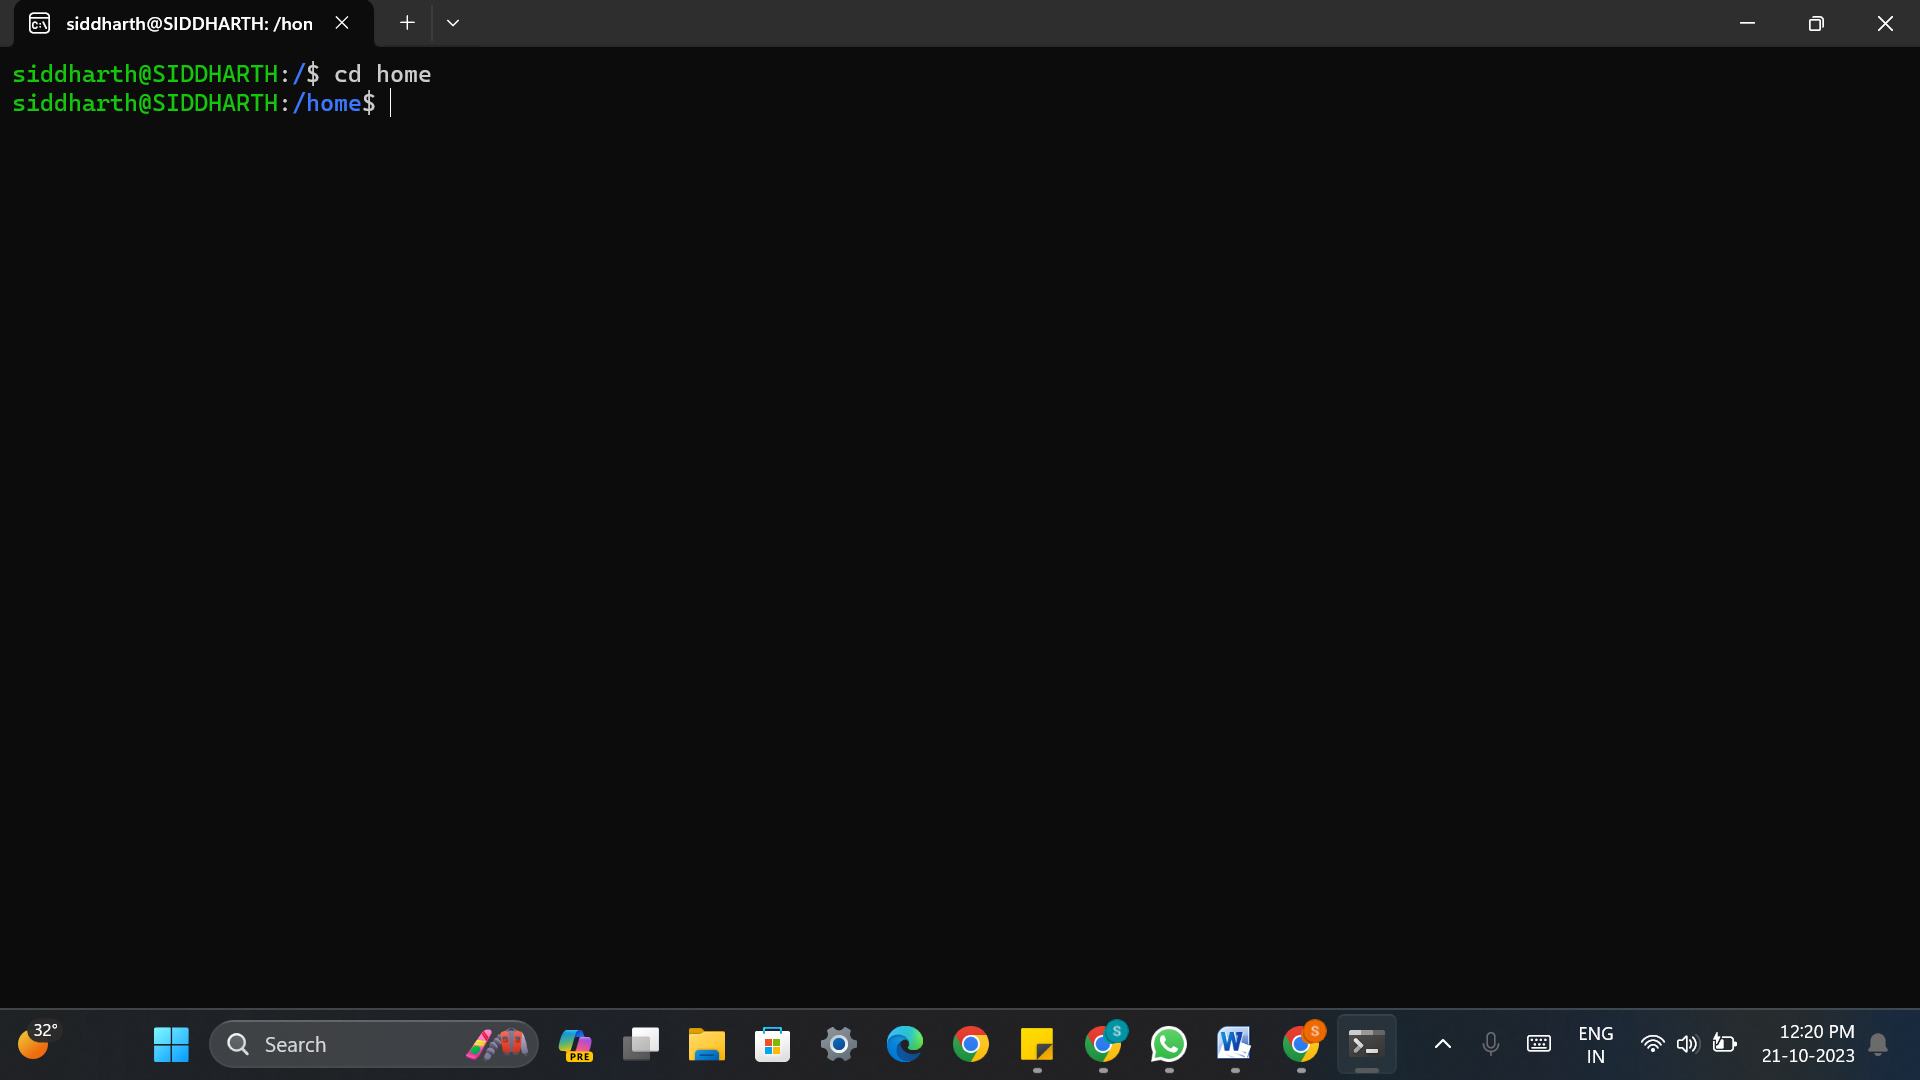 siddharth@SIDDHARTH: /hon
siddharth@SIDDHARTH:/$ cd home
siddharth@SIDDHARTH:/home$
32°
Search
PRE
S
W
S
ENG
IN
12:20 PM
21-10-2023